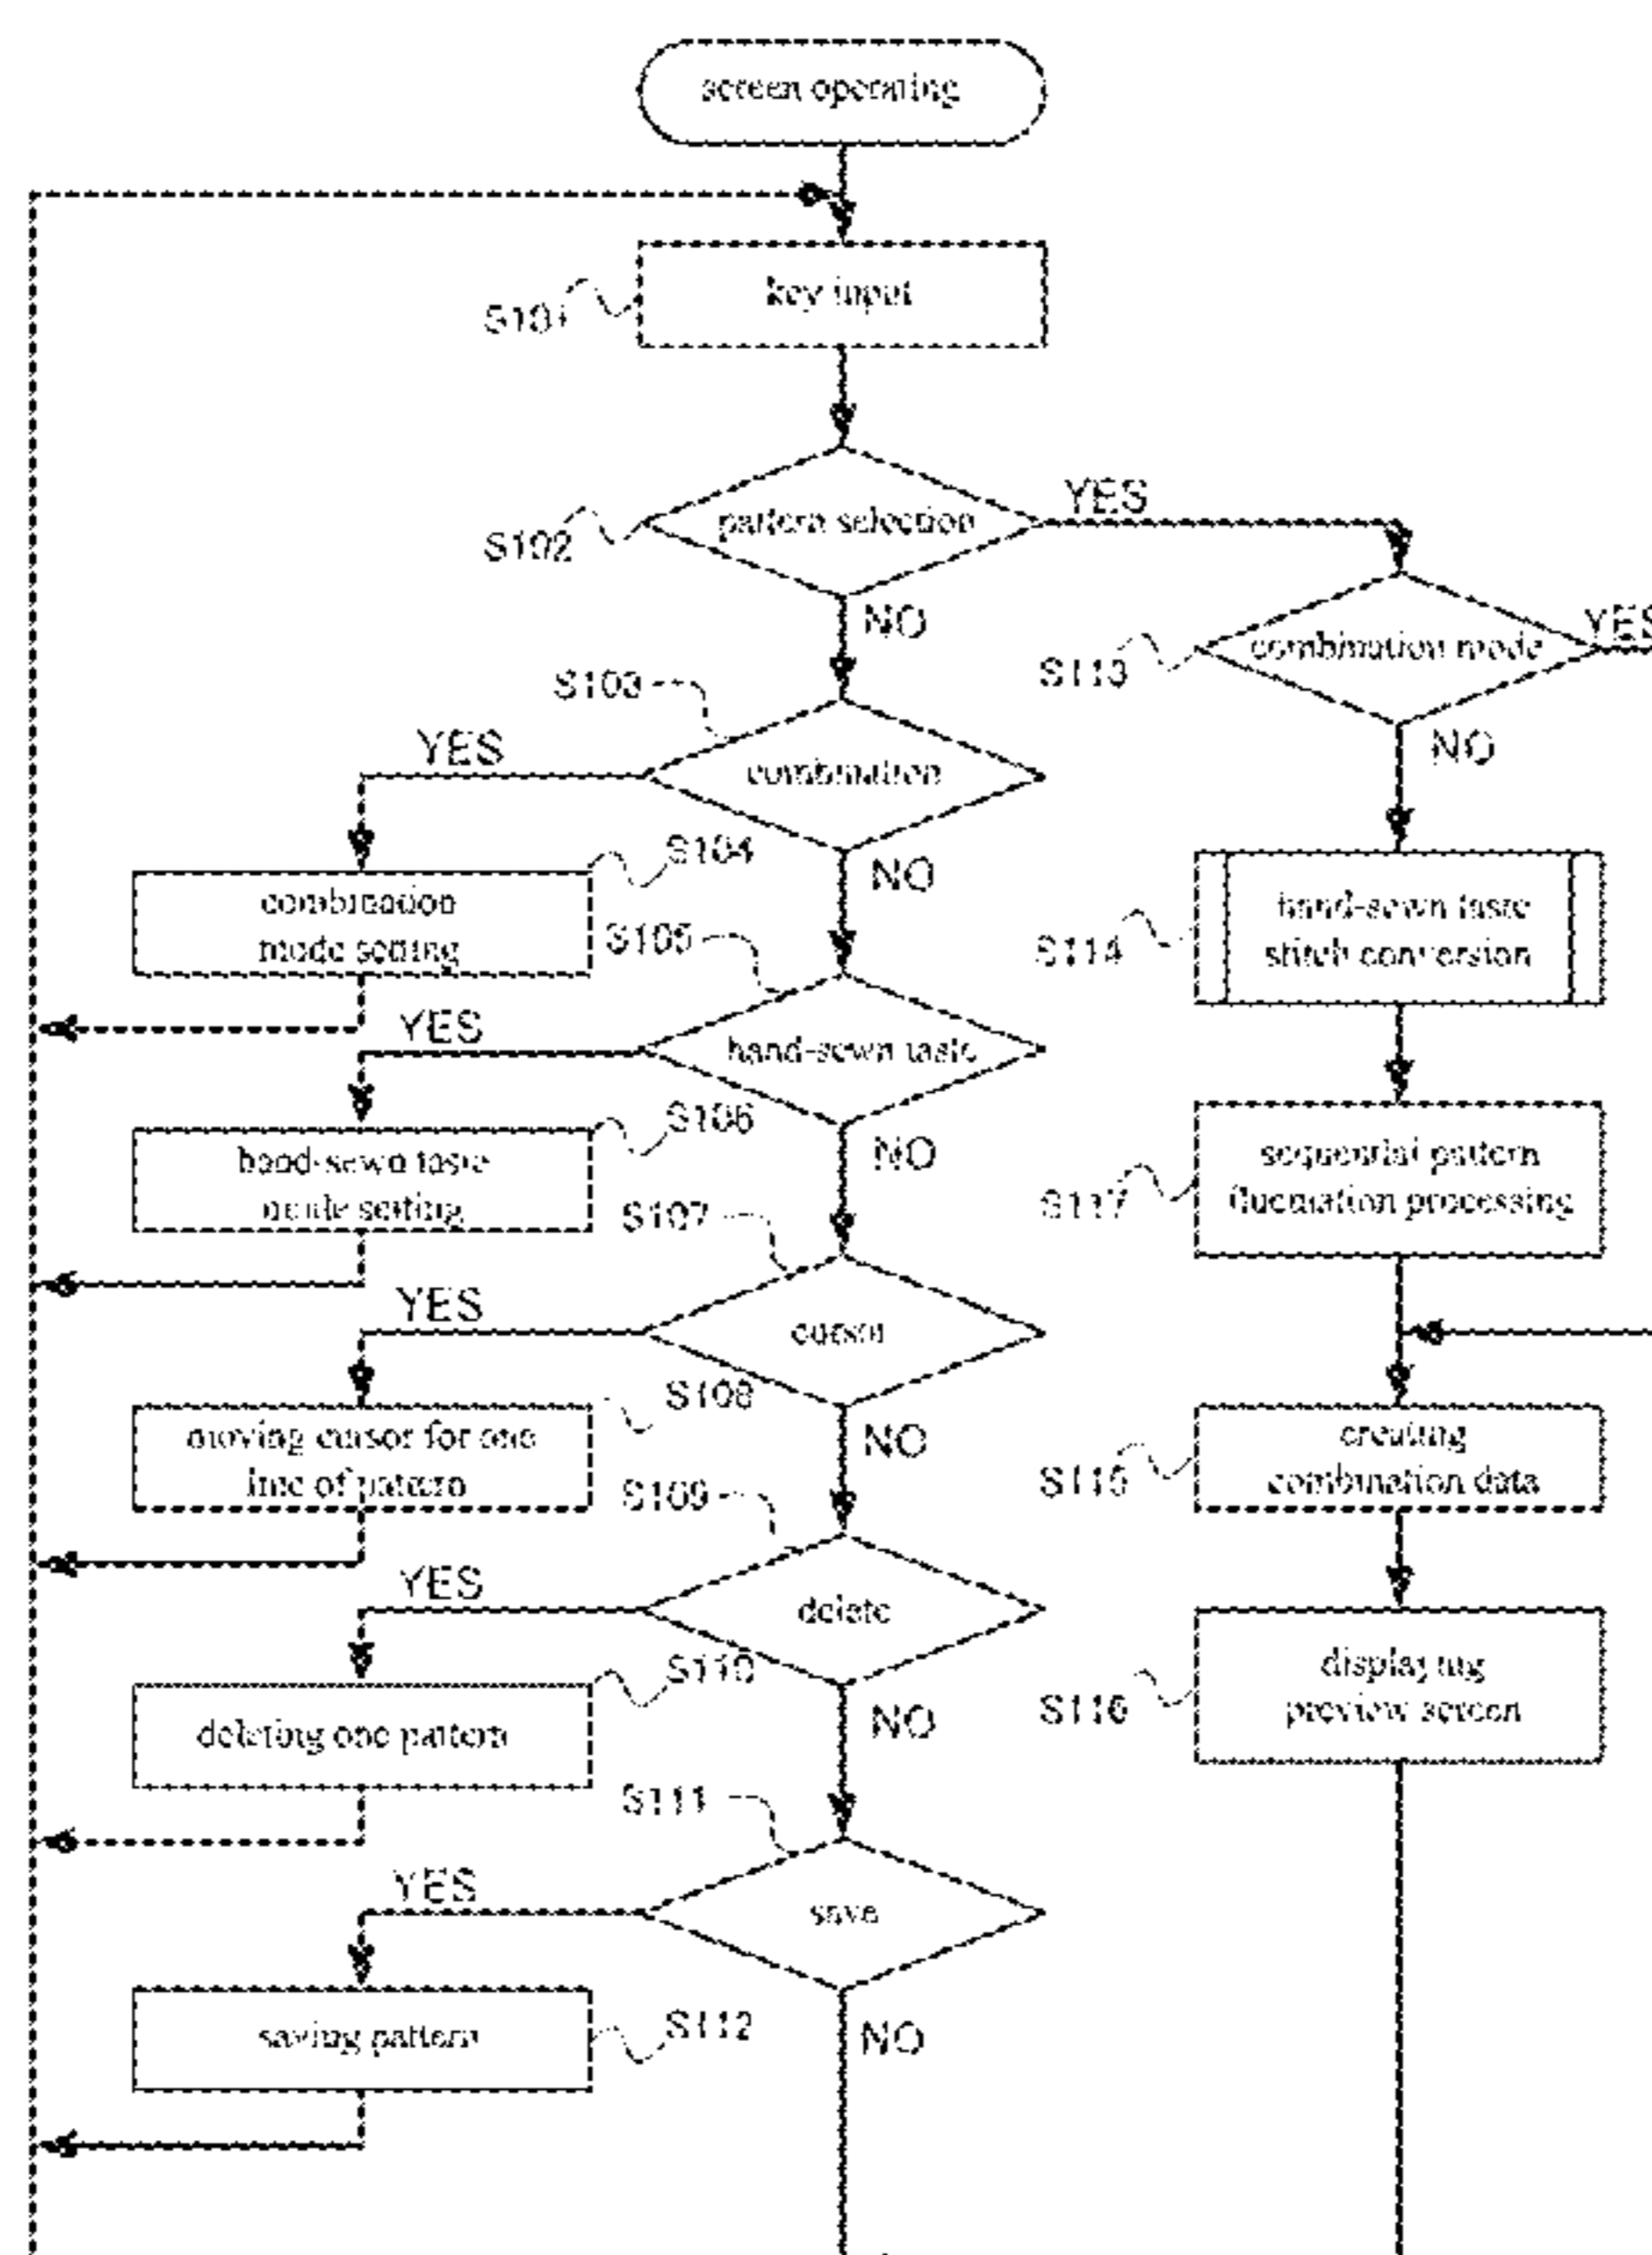 screen operating
key input
S101
pattern selection
YES
S102
NO
combination mode
YES
S113
NO
S103
combination
YES
NO
S104
combination
mode setting
hand-sewn taste
stitch conversion
S114
S105
hand-sewn taste
YES
NO
S106
hand-sewn taste
mode setting
sequential pattern
fluctuation processing
S117
S107
cursor
YES
NO
S108
moving cursor for one
line of pattern
creating
combination data
S115
S109
delete
YES
NO
S110
deleting one pattern
displaying
preview screen
S116
S111
save
YES
NO
saving pattern
S112